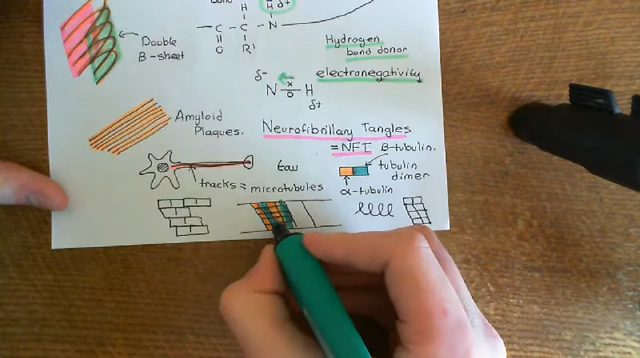 H H δ+
— C — C — N
|| |
O R'
Hydrogen
bond donor
Double
B-sheet
electronegativity
δ- N x o H δ+
Amyloid
Plaques.
Neurofibrillary Tangles
= NFT
B-tubulin.
tau
tubulin
dimer
tracks = microtubules
α-tubulin